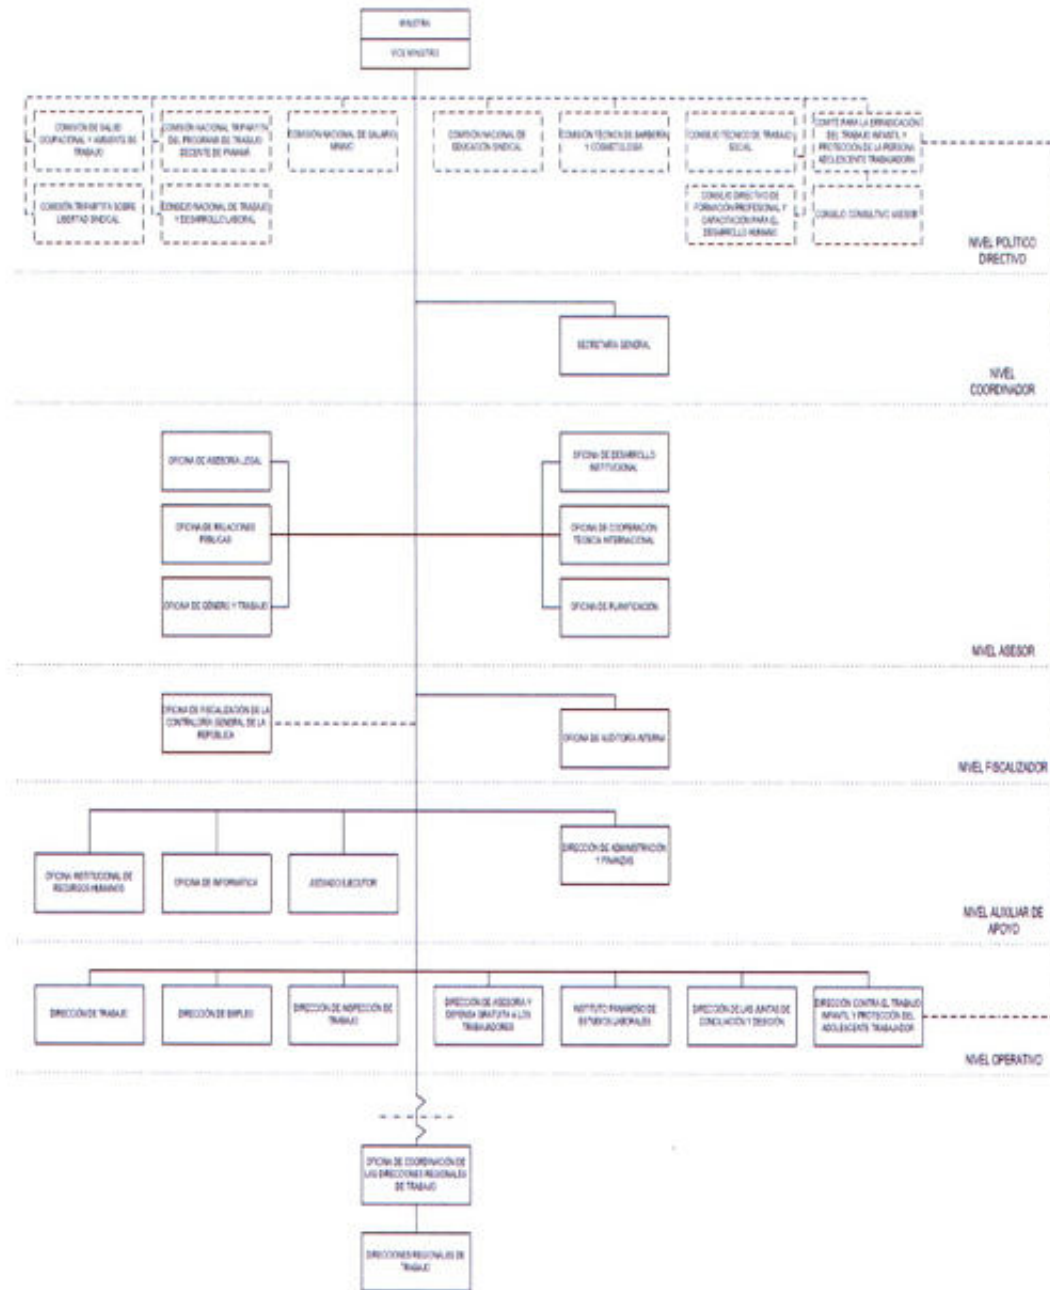 MINISTRA
VICE MINISTRO
COMISIÓN DE SALUD
OCUPACIONAL Y AMBIENTE DE
TRABAJO
COMISIÓN NACIONAL TRIPARTITA
DEL PROGRAMA DE TRABAJO
DECENTE DE PANAMÁ
COMISIÓN NACIONAL DE SALARIO
MINIMO
COMISIÓN NACIONAL DE
EDUCACIÓN SINDICAL
COMISIÓN TÉCNICA DE BARBERÍA
Y COSMETOLOGÍA
CONSEJO TÉCNICO DE TRABAJO
SOCIAL
COMITÉ PARA LA ERRADICACIÓN
DEL TRABAJO INFANTIL Y
PROTECCIÓN DE LA PERSONA
ADOLESCENTE TRABAJADORA
COMISIÓN TRIPARTITA SOBRE
LIBERTAD SINDICAL
CONSEJO NACIONAL DE TRABAJO
Y DESARROLLO LABORAL
CONSEJO DIRECTIVO DE
FORMACIÓN PROFESIONAL Y
CAPACITACIÓN PARA EL
DESARROLLO HUMANO
CONSEJO CONSULTIVO ASESOR
NIVEL POLÍTICO
DIRECTIVO
SECRETARÍA GENERAL
NIVEL
COORDINADOR
OFICINA DE ASESORÍA LEGAL
OFICINA DE DESARROLLO
INSTITUCIONAL
OFICINA DE RELACIONES
PÚBLICAS
OFICINA DE COOPERACIÓN
TÉCNICA INTERNACIONAL
OFICINA DE GÉNERO Y TRABAJO
OFICINA DE PLANIFICACIÓN
NIVEL ASESOR
OFICINA DE FISCALIZACIÓN DE LA
CONTRALORÍA GENERAL DE LA
REPÚBLICA
OFICINA DE AUDITORÍA INTERNA
NIVEL FISCALIZADOR
DIRECCIÓN DE ADMINISTRACIÓN
Y FINANZAS
OFICINA INSTITUCIONAL DE
RECURSOS HUMANOS
OFICINA DE INFORMÁTICA
JUZGADO EJECUTOR
NIVEL AUXILIAR DE
APOYO
DIRECCIÓN DE TRABAJO
DIRECCIÓN DE EMPLEO
DIRECCIÓN DE INSPECCIÓN DE
TRABAJO
DIRECCIÓN DE ASESORÍA Y
DEFENSA GRATUITA A LOS
TRABAJADORES
INSTITUTO PANAMEÑO DE
ESTUDIOS LABORALES
DIRECCIÓN DE LAS JUNTAS DE
CONCILIACIÓN Y DECISIÓN
DIRECCIÓN CONTRA EL TRABAJO
INFANTIL Y PROTECCIÓN DEL
ADOLESCENTE TRABAJADOR
NIVEL OPERATIVO
OFICINA DE COORDINACIÓN DE
LAS DIRECCIONES REGIONALES
DE TRABAJO
DIRECCIONES REGIONALES DE
TRABAJO